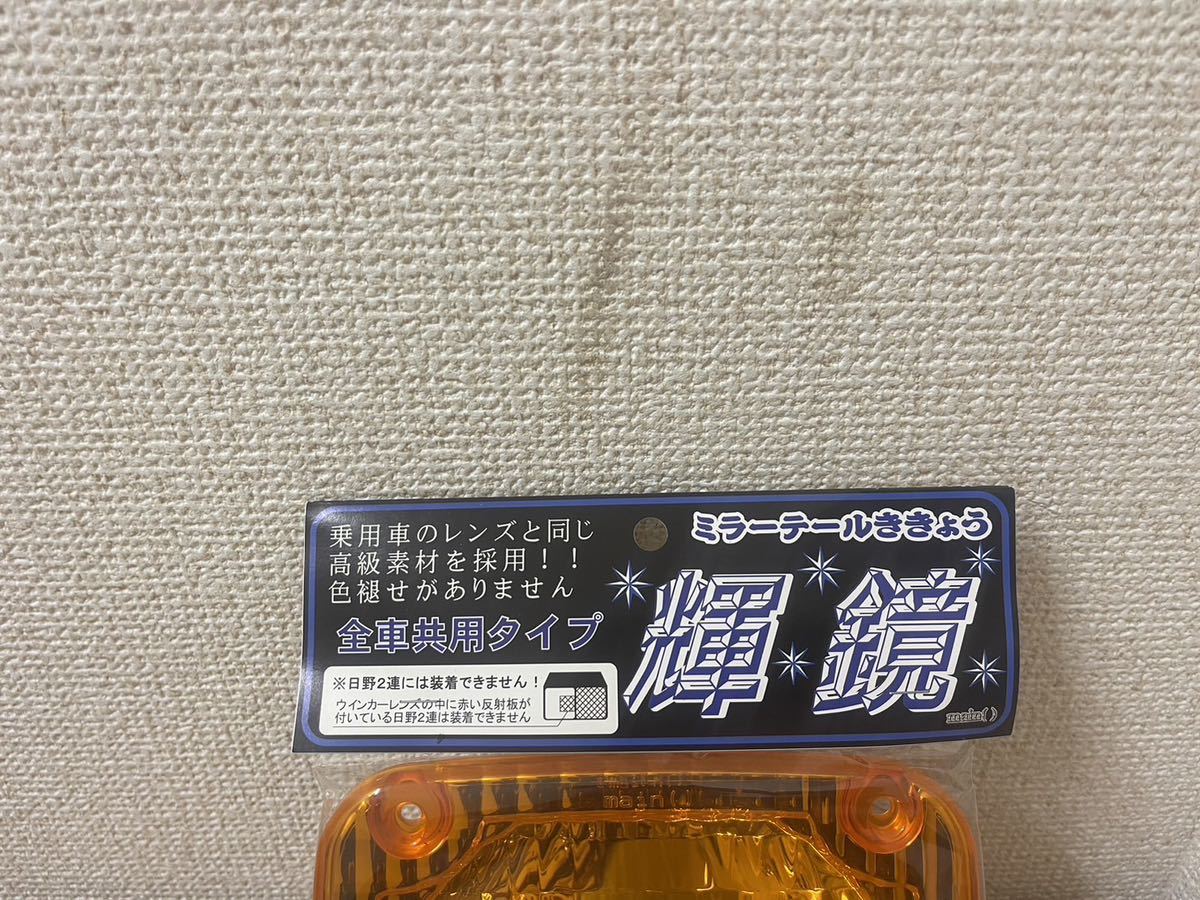 乗用車のレンズと同じ
高級素材を採用！！
色褪せがありません
全車共用タイプ
※日野2連には装着できません！
ウインカーレンズの中に赤い反射板が
付いている日野2連は装着できません
ミラーテールききょう
輝鏡
main()